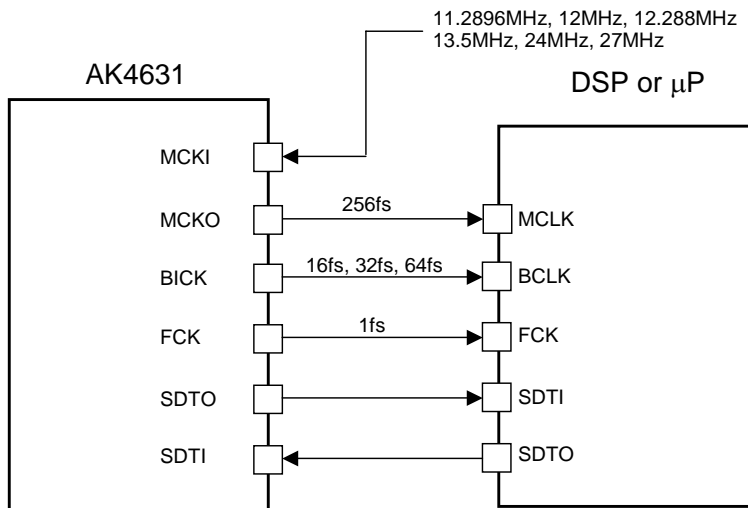 11.2896MHz, 12MHz, 12.288MHz
13.5MHz, 24MHz, 27MHz
AK4631
DSP or μP
MCKI
MCKO
256fs
MCLK
BICK
16fs, 32fs, 64fs
BCLK
FCK
1fs
FCK
SDTO
SDTI
SDTI
SDTO